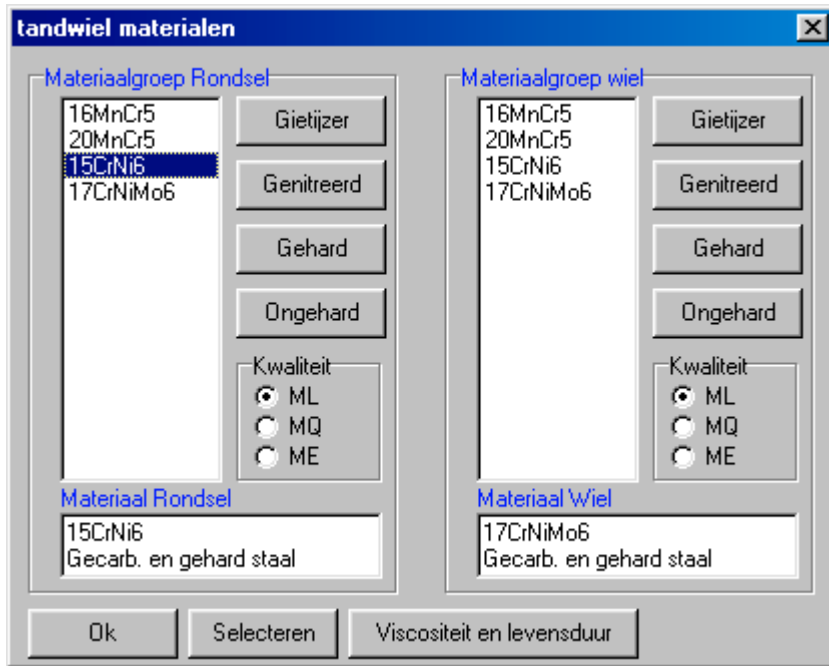 tandwiel materialen
Materiaalgroep Rondsel
16MnCr5
20MnCr5
15CrNi6
17CrNiMo6
Gietijzer
Genitreerd
Gehard
Ongehard
Kwaliteit
ML
MQ
ME
Materiaal Rondsel
15CrNi6
Gecarb. en gehard staal
Materiaalgroep wiel
16MnCr5
20MnCr5
15CrNi6
17CrNiMo6
Gietijzer
Genitreerd
Gehard
Ongehard
Kwaliteit
ML
MQ
ME
Materiaal Wiel
17CrNiMo6
Gecarb. en gehard staal
Ok
Selecteren
Viscositeit en levensduur